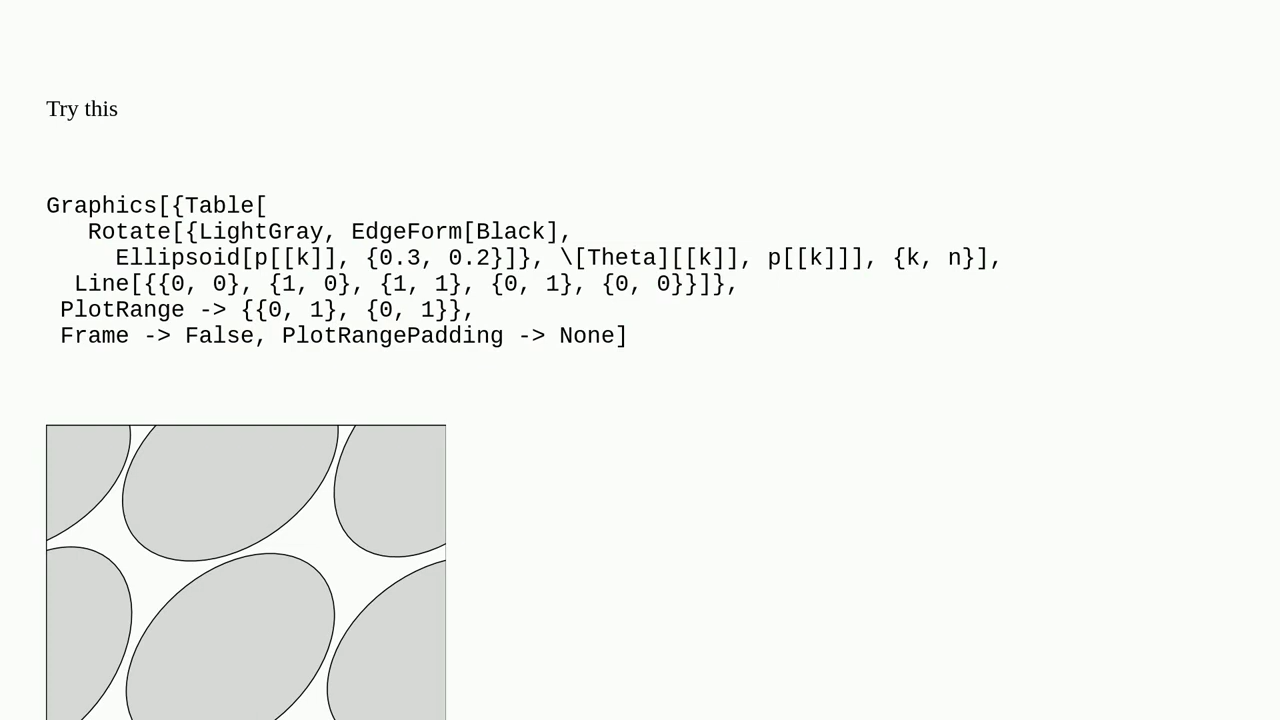 Try this
Graphics[{Table[
   Rotate[{LightGray, EdgeForm[Black],
     Ellipsoid[p[[k]], {0.3, 0.2}]}, \[Theta][[k]], p[[k]]], {k, n}],
  Line[{{0, 0}, {1, 0}, {1, 1}, {0, 1}, {0, 0}}]},
 PlotRange -> {{0, 1}, {0, 1}},
 Frame -> False, PlotRangePadding -> None]